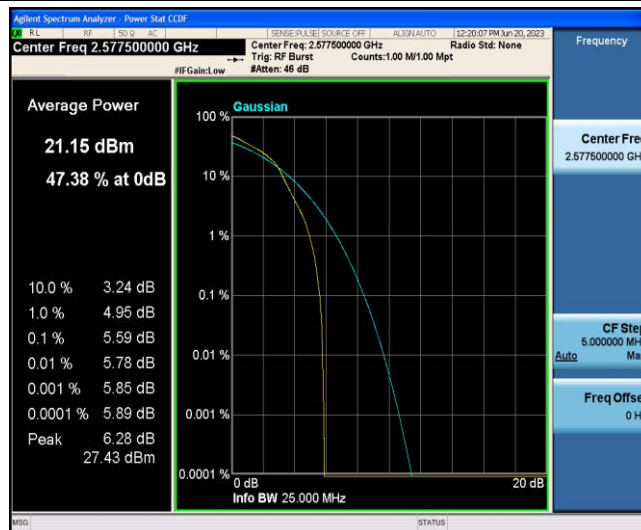 Agilent Spectrum Analyzer - Power Stat CCDF
RL RF 50 Ω AC SENSE:PULSE SOURCE OFF ALIGN AUTO 12:20:07 PM Jun 20, 2023
Center Freq 2.577500000 GHz
Center Freq: 2.577500000 GHz Radio Std: None
Trig: RF Burst Counts:1.00 M/1.00 Mpt
#IFGain:Low #Atten: 46 dB
Frequency
Average Power
21.15 dBm
47.38 % at 0dB
10.0 % 3.24 dB
1.0 % 4.95 dB
0.1 % 5.59 dB
0.01 % 5.78 dB
0.001 % 5.85 dB
0.0001 % 5.89 dB
Peak 6.28 dB
27.43 dBm
Gaussian
100 %
10 %
1 %
0.1 %
0.01 %
0.001 %
0.0001 %
0 dB 20 dB
Info BW 25.000 MHz
Center Fre
2.577500000 GH
CF Ste
5.000000 MH
Auto Ma
Freq Offse
0 H
MSG STATUS